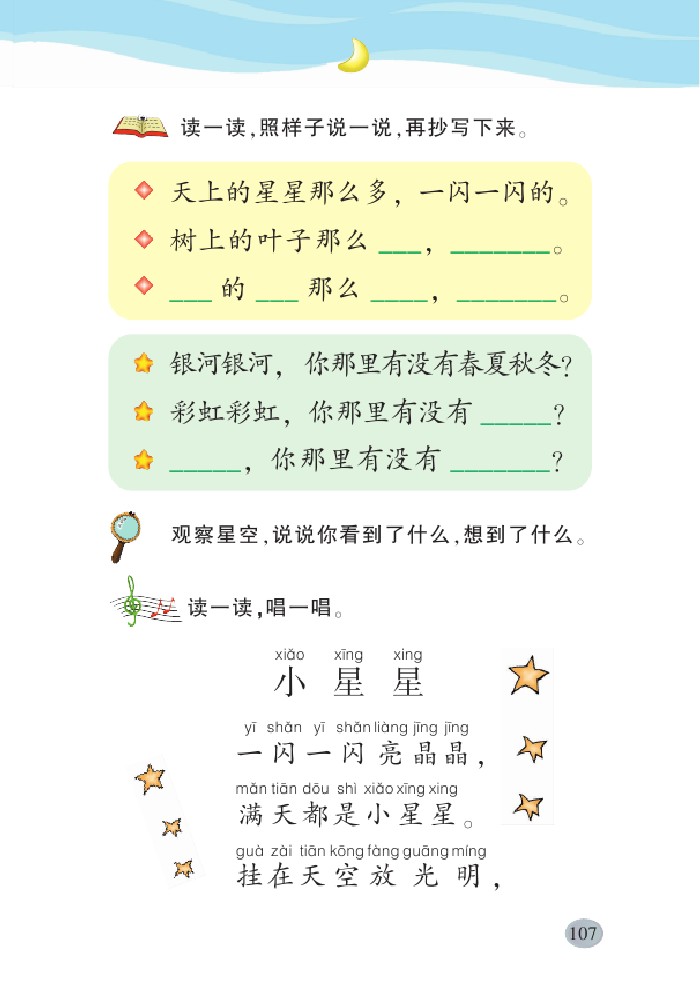 读一读,照样子说一说,再抄写下来。
天上的星星那么多，一闪一闪的。
树上的叶子那么 ___，_______。
___ 的 ___ 那么 ____，_______。
银河银河，你那里有没有春夏秋冬?
彩虹彩虹，你那里有没有 _____?
_____，你那里有没有 _______?
观察星空,说说你看到了什么,想到了什么。
读一读,唱一唱。
xiǎo xīng xing
小 星 星
yī shǎn yī shǎn liàng jīng jīng
一闪一闪亮晶晶，
mǎn tiān dōu shì xiǎo xīng xing
满天都是小星星。
guà zài tiān kōng fàng guāng míng
挂在天空放光明，
107